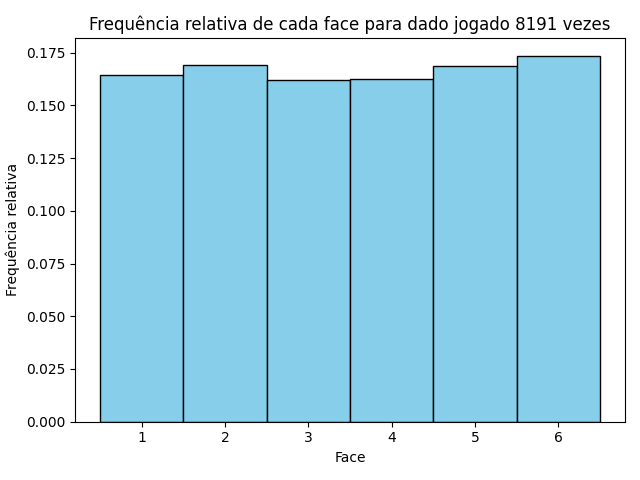 Frequência relativa de cada face para dado jogado 8191 vezes
0.175
0.150
0.125
0.100
0.075
0.050
0.025
0.000
Frequência relativa
1 2 3 4 5 6
Face